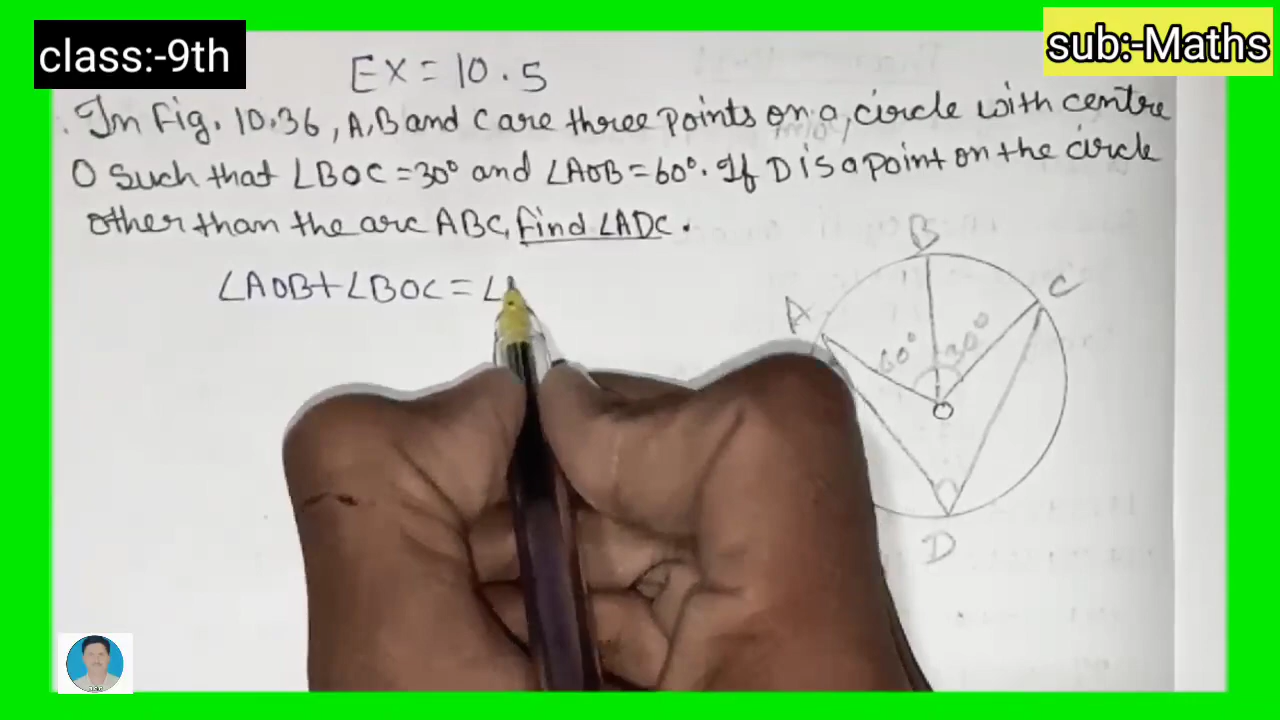 class:-9th
sub:-Maths
EX = 10.5
In Fig. 10.36, A, B and C are three points on a circle with centre
O Such that ∠BOC = 30° and ∠AOB = 60°. If D is a point on the circle
other than the arc ABC, find ∠ADC.
∠AOB + ∠BOC = ∠A
B
C
A
60° 30°
O
D